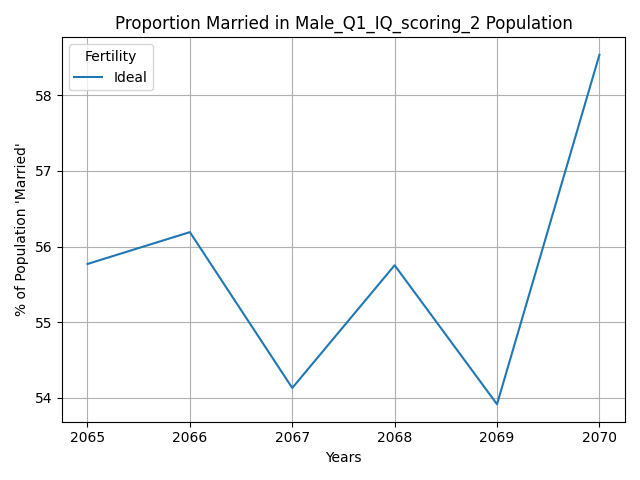 Proportion Married in Male_Q1_IQ_scoring_2 Population
Fertility
Ideal
% of Population 'Married'
58
57
56
55
54
2065 2066 2067 2068 2069 2070
Years